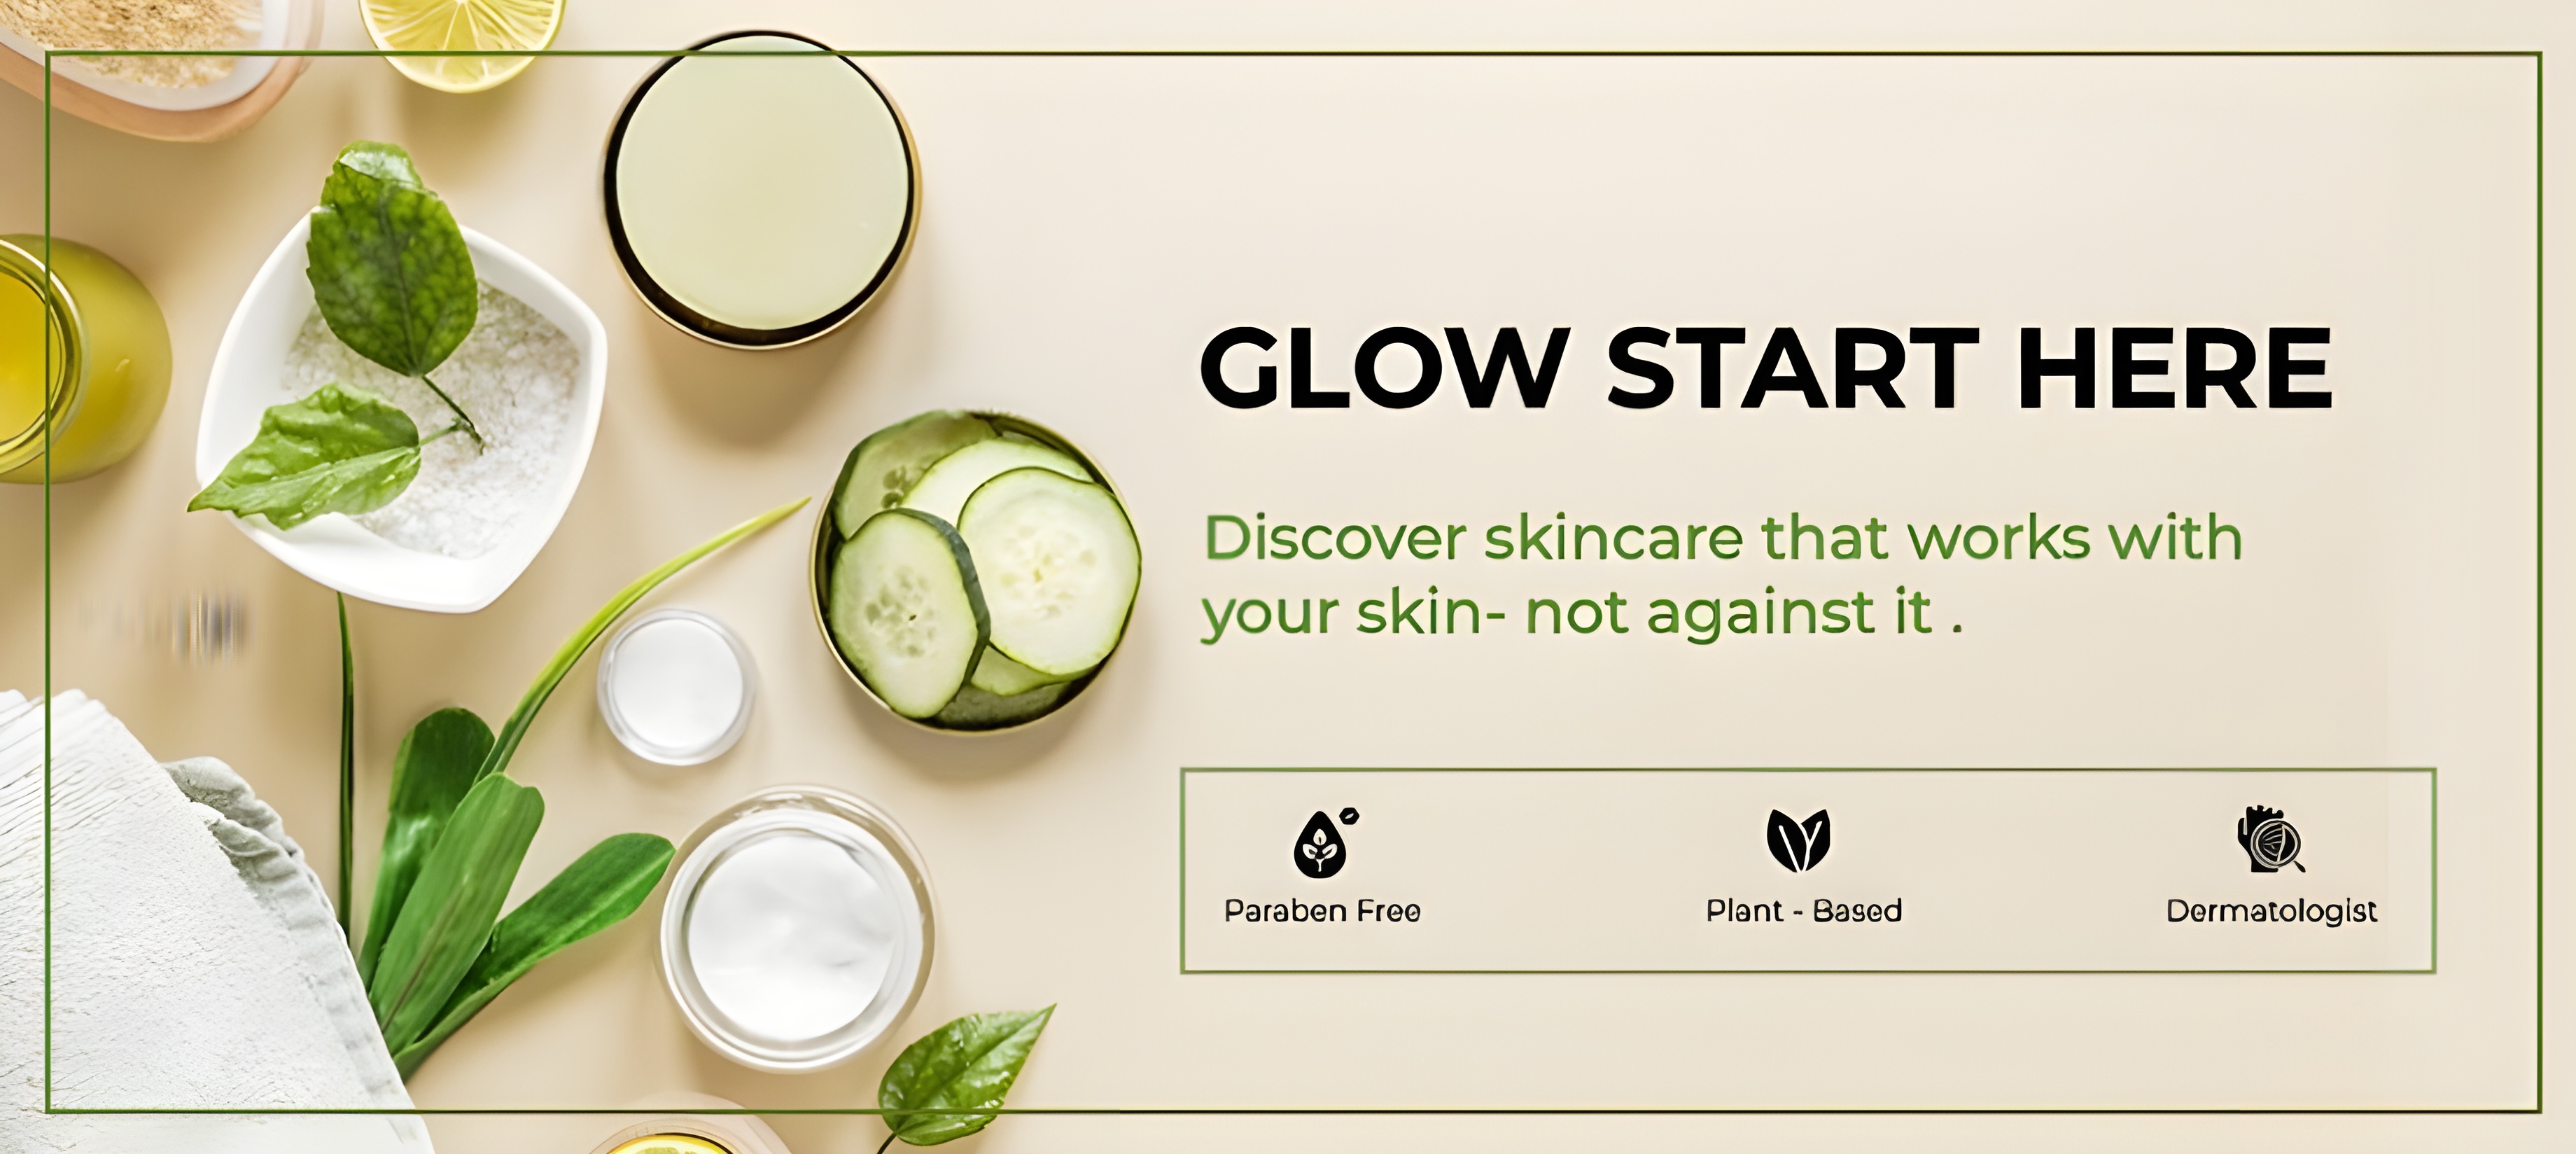 GLOW START HERE
Discover skincare that works with
your skin- not against it .
Paraben Free
Plant - Based
Dermatologist